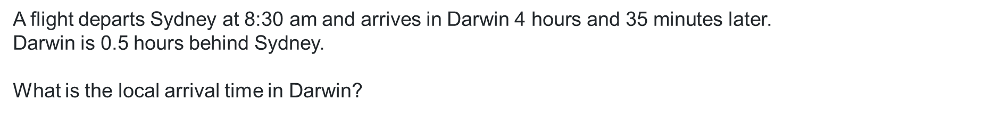 A flight departs Sydney at 8:30 am and arrives in Darwin 4 hours and 35 minutes later.
Darwin is 0.5 hours behind Sydney.
What is the local arrival time in Darwin?